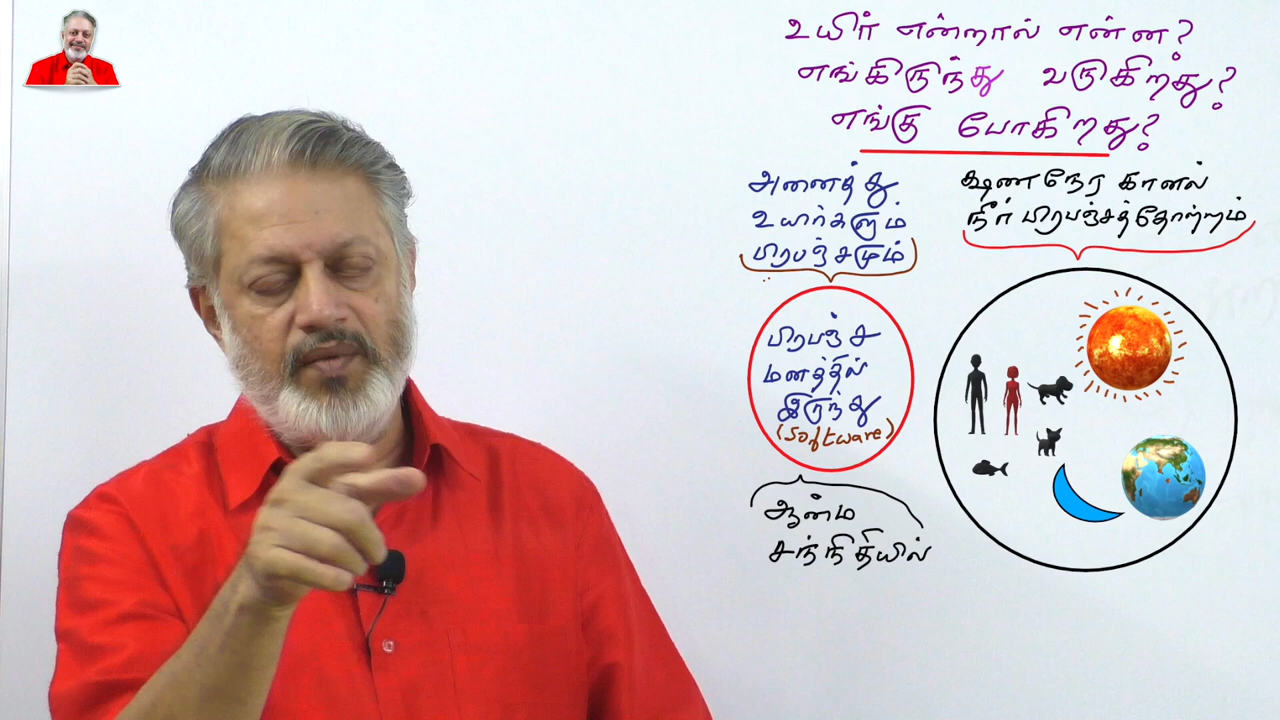 உயிர் என்றால் என்ன?
எங்கிருந்து வருகிறது?
எங்கு போகிறது?
அனைத்து
உயிர்களும்
பிரபஞ்சமும்
க்ஷணநேர கானல்
நீர் பிரபஞ்சத்தோற்றம்
பிரபஞ்ச
மனத்தில்
இருந்து
(Software)
ஆன்ம
சந்நிதியில்